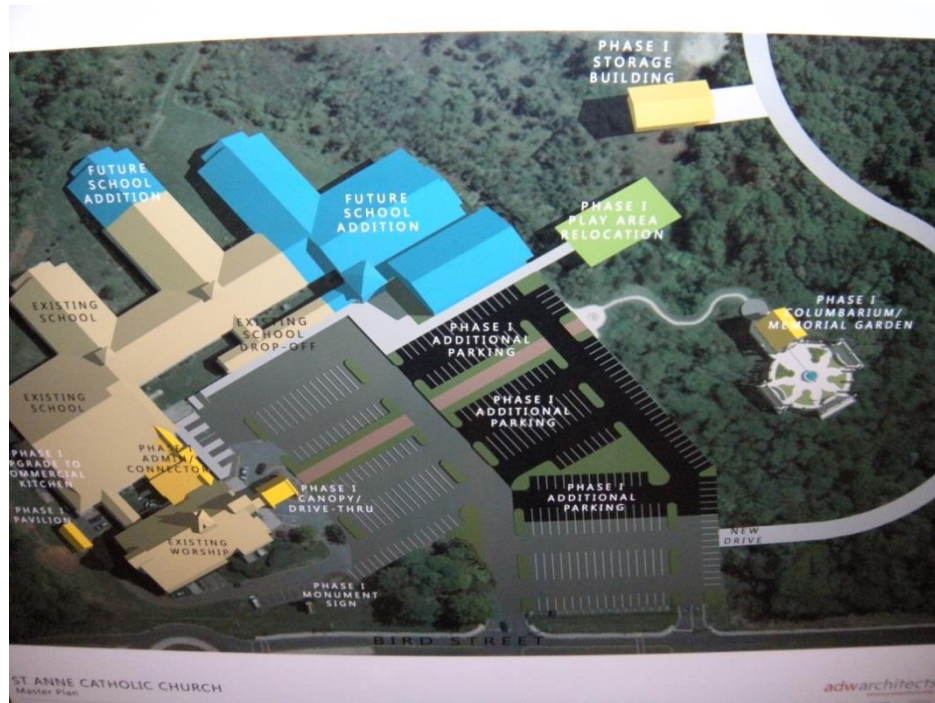 PHASE I
STORAGE
BUILDING
FUTURE
SCHOOL
ADDITION
FUTURE
SCHOOL
ADDITION
PHASE I
PLAY AREA
RELOCATION
EXISTING
SCHOOL
EXISTING
SCHOOL
DROP-OFF
PHASE I
ADDITIONAL
PARKING
PHASE I
COLUMBARIUM/
MEMORIAL GARDEN
EXISTING
SCHOOL
PHASE I
ADDITIONAL
PARKING
PHASE I
PGRADE TO
OMMERCIAL
KITCHEN
PHASE I
ADMIN/
CONNECTOR
PHASE I
CANOPY/
DRIVE-THRU
PHASE I
ADDITIONAL
PARKING
PHASE I
PAVILION
EXISTING
WORSHIP
NEW
DRIVE
PHASE I
MONUMENT
SIGN
BIRD STREET
ST ANNE CATHOLIC CHURCH
Master Plan
adwarchitects